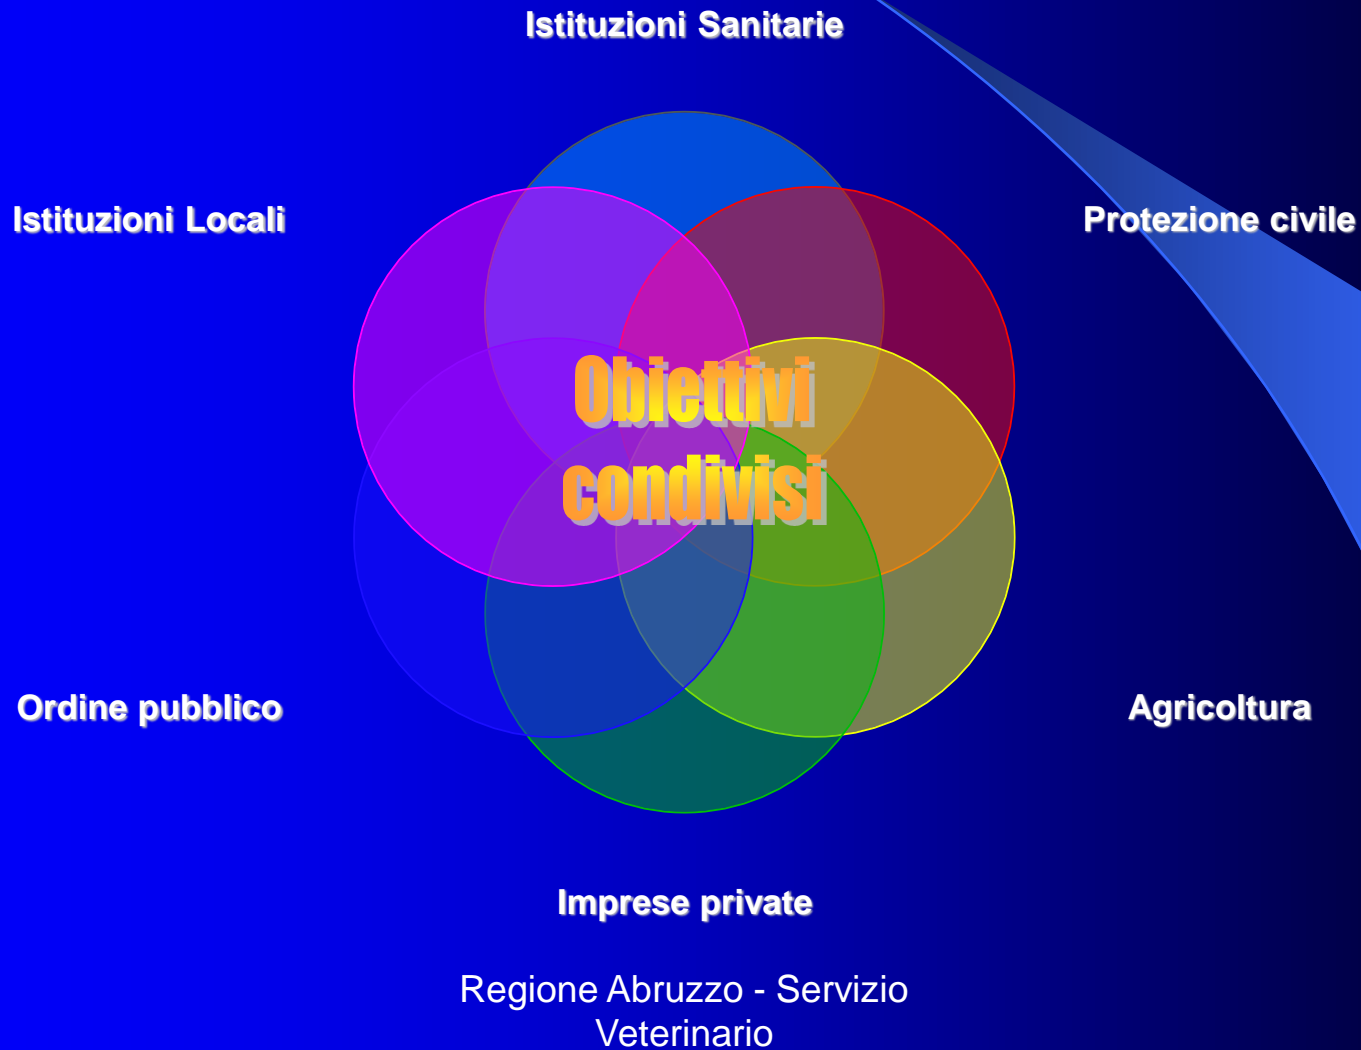 Istituzioni Sanitarie
Istituzioni Locali
Protezione civile
Obiettivi
condivisi
Ordine pubblico
Agricoltura
Imprese private
Regione Abruzzo - Servizio
Veterinario